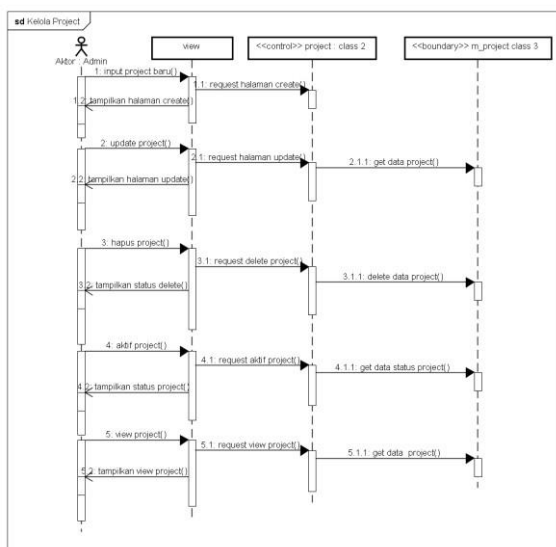 sd Kelola Project
Aktor : Admin
view
<<control>> project : class 2
<<boundary>> m_project class 3
1: input project baru()
1.1: request halaman create()
1.2: tampilkan halaman create()
2: update project()
2.1: request halaman update()
2.1.1: get data project()
2.2: tampilkan halaman update()
3: hapus project()
3.1: request delete project()
3.1.1: delete data project()
3.2: tampilkan status delete()
4: aktif project()
4.1: request aktif project()
4.1.1: get data status project()
4.2: tampilkan status project()
5: view project()
5.1: request view project()
5.1.1: get data project()
5.2: tampilkan view project()